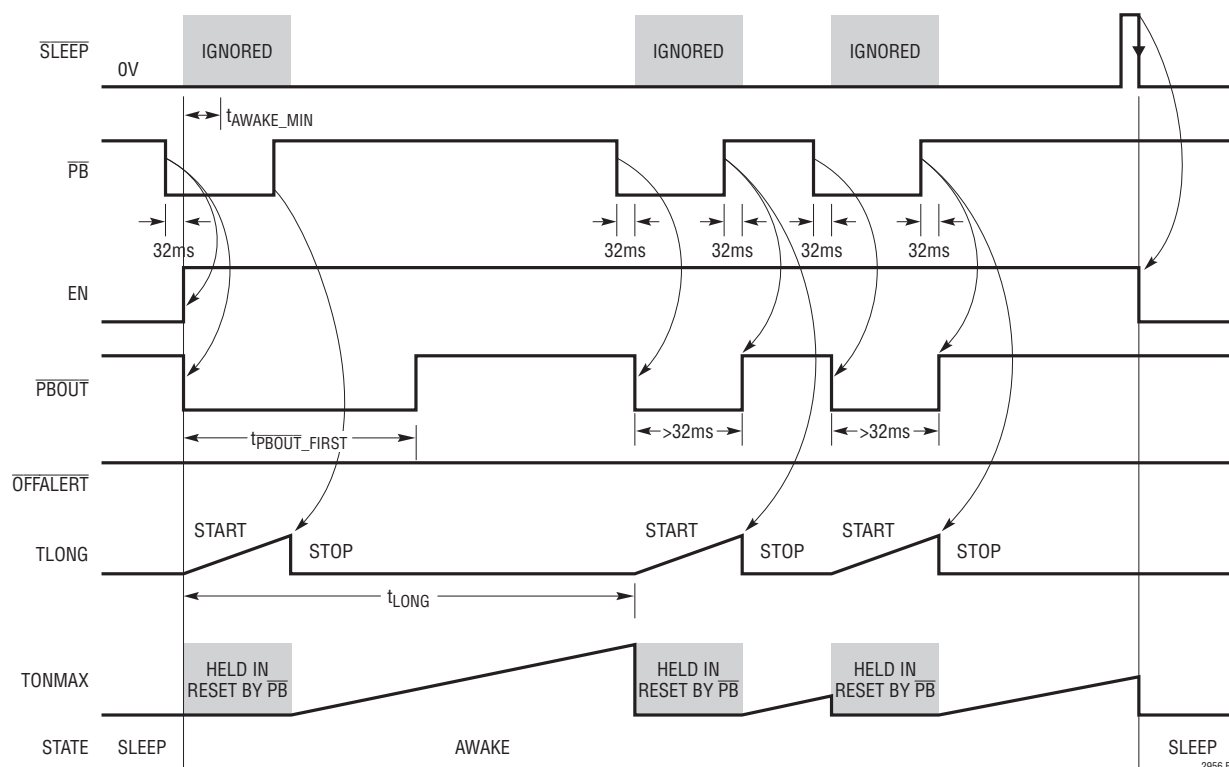 SLEEP
0V
IGNORED
IGNORED
IGNORED
tAWAKE_MIN
PB
32ms
32ms
32ms
32ms
32ms
EN
PBOUT
tPBOUT_FIRST
>32ms
>32ms
OFFALERT
TLONG
START
STOP
START
STOP
START
STOP
tLONG
TONMAX
HELD IN
RESET BY PB
HELD IN
RESET BY PB
HELD IN
RESET BY PB
STATE
SLEEP
AWAKE
SLEEP